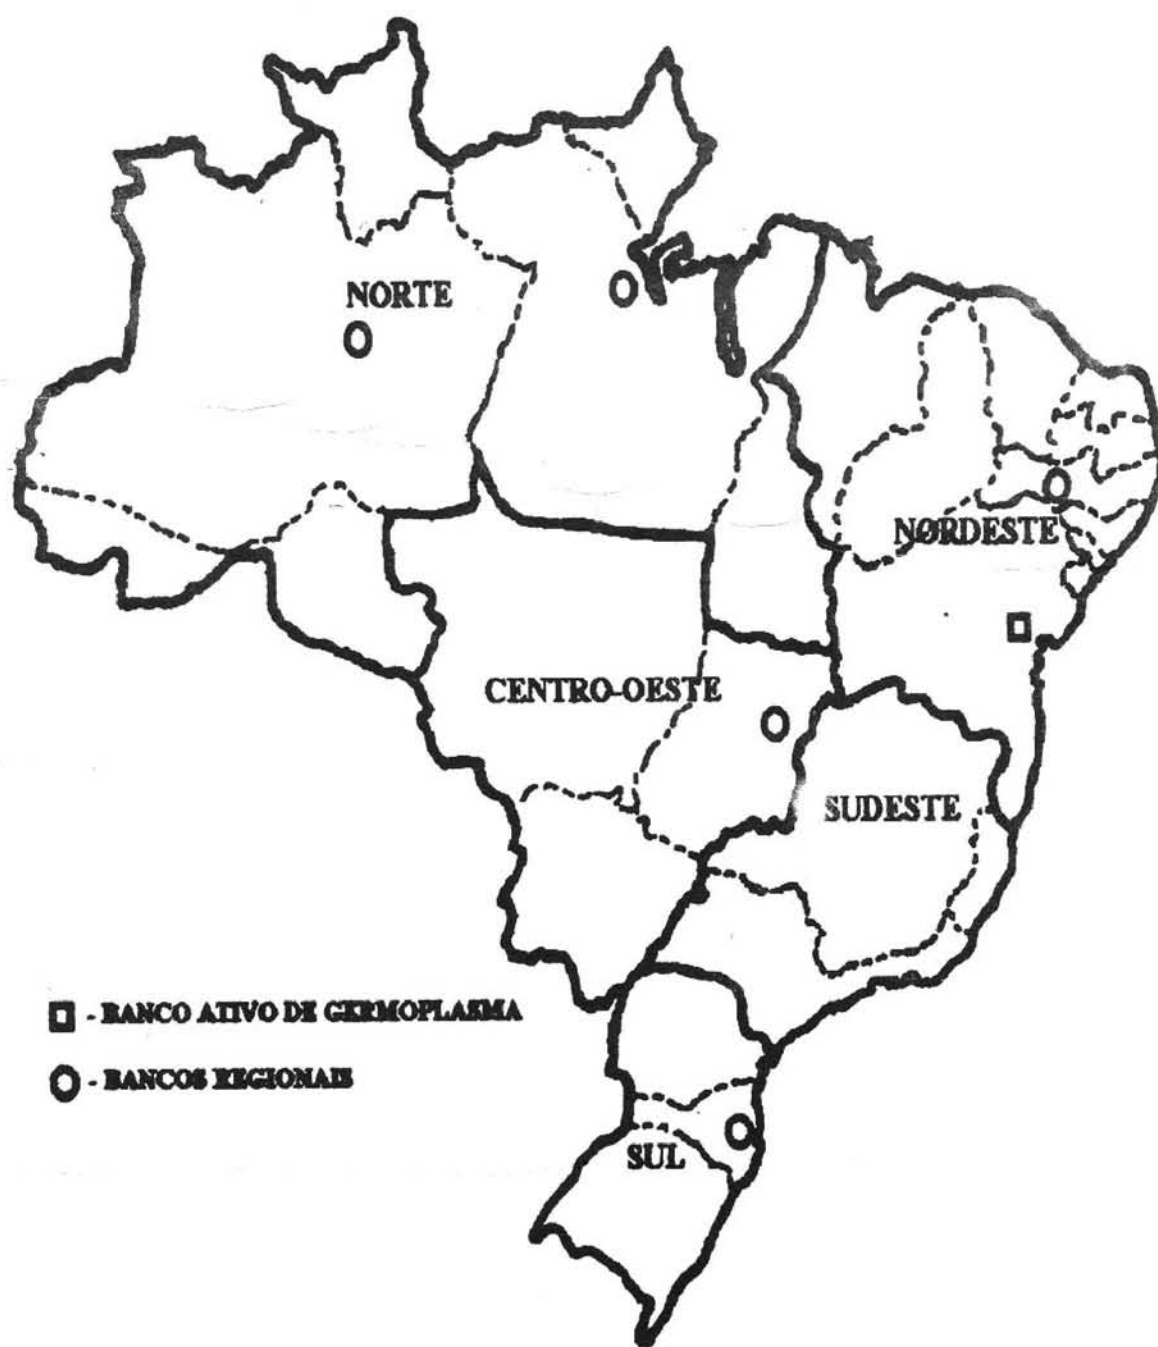 NORTE
NORDESTE
CENTRO-OESTE
SUDESTE
- BANCO ATIVO DE GERMOPLASMA
- BANCOS REGIONAIS
SUL